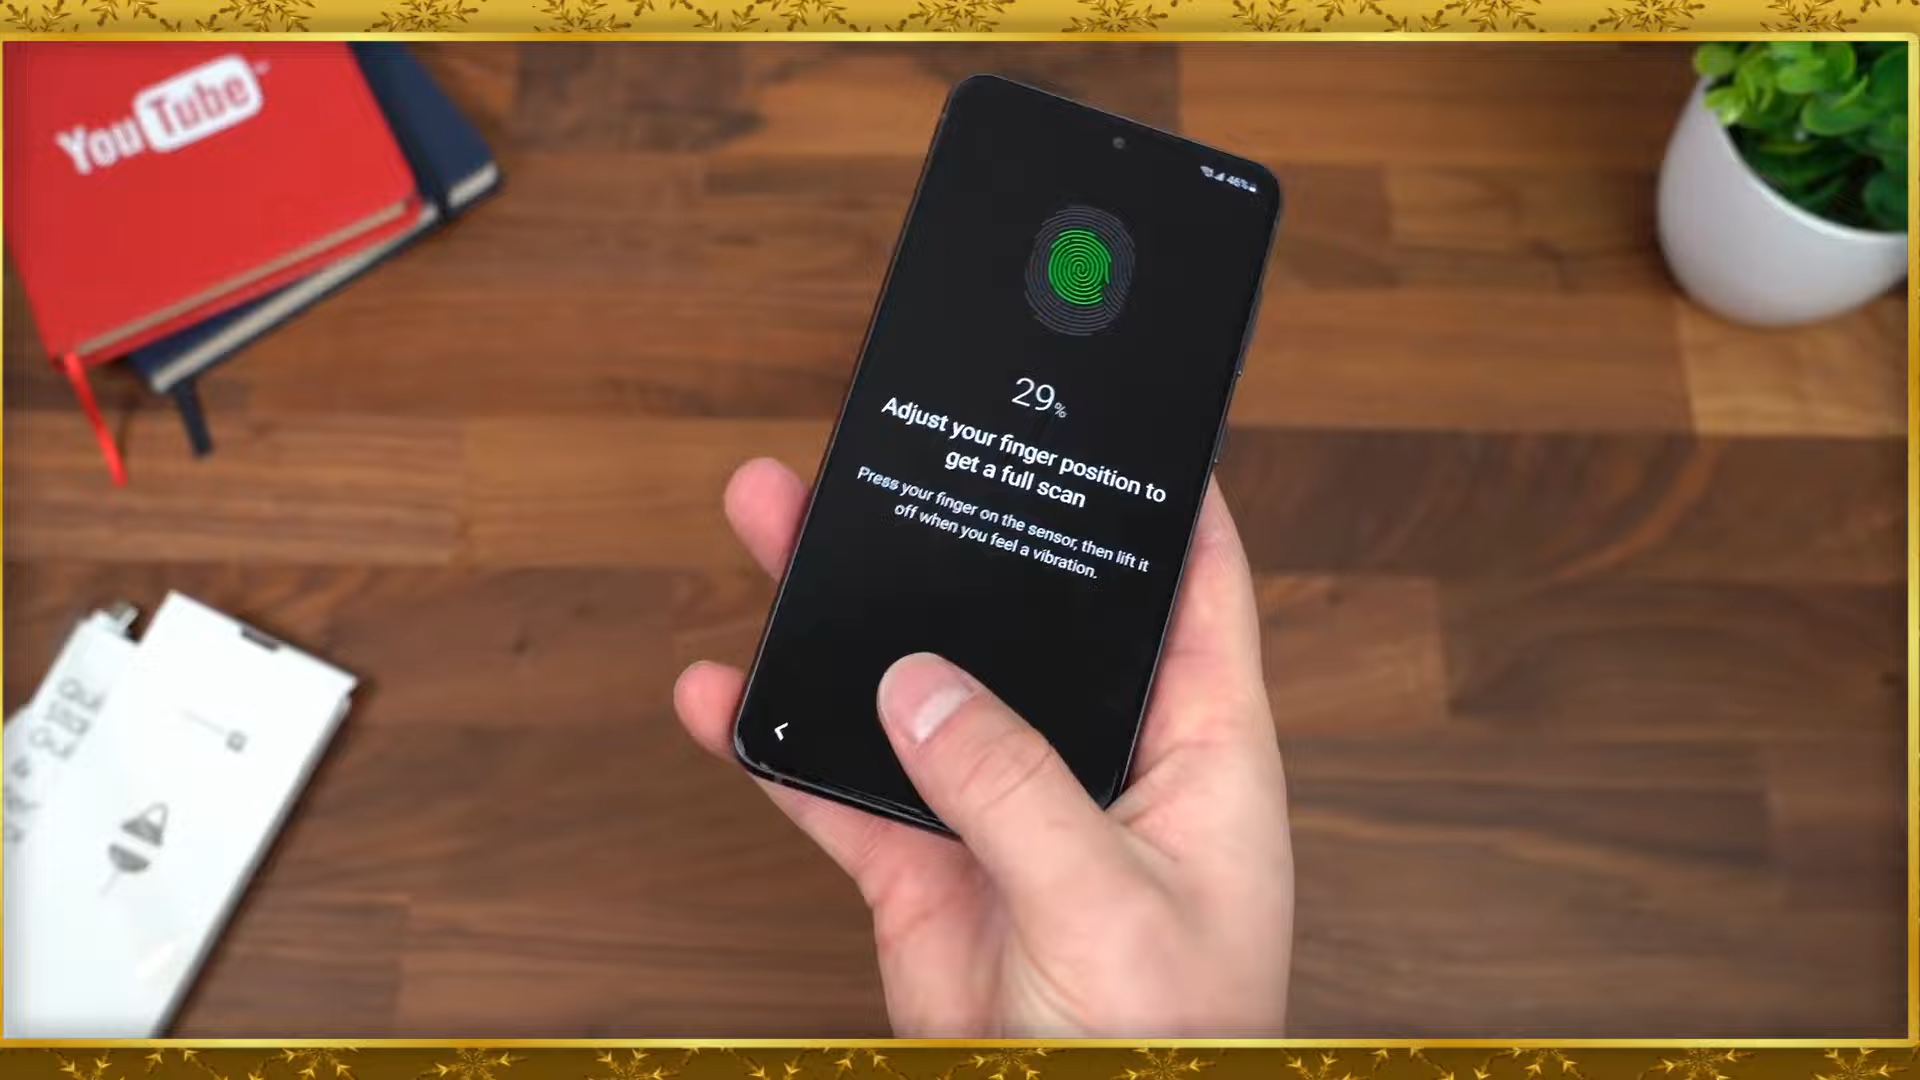 YouTube
46%
29%
Adjust your finger position to
get a full scan
Press your finger on the sensor, then lift it
off when you feel a vibration.